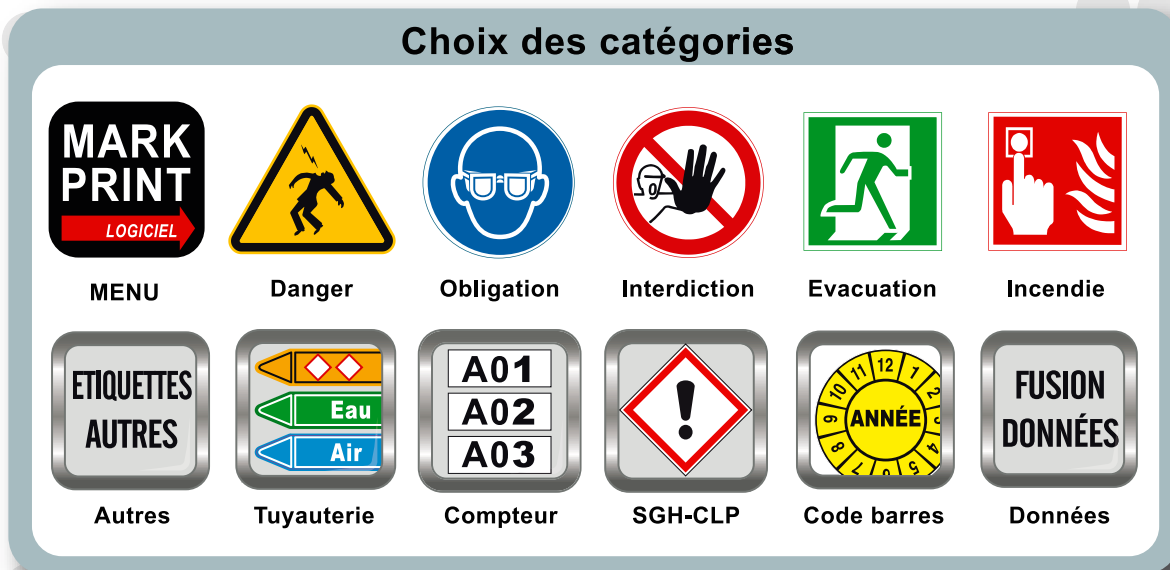 Choix des catégories
MARK
PRINT
LOGICIEL
MENU
Danger
Obligation
Interdiction
Evacuation
Incendie
ETIQUETTES
AUTRES
Autres
Eau
Air
Tuyauterie
A01
A02
A03
Compteur
!
SGH-CLP
11 12 1 2
10
9
8
7 6 5 4 3
ANNÉE
Code barres
FUSION
DONNÉES
Données